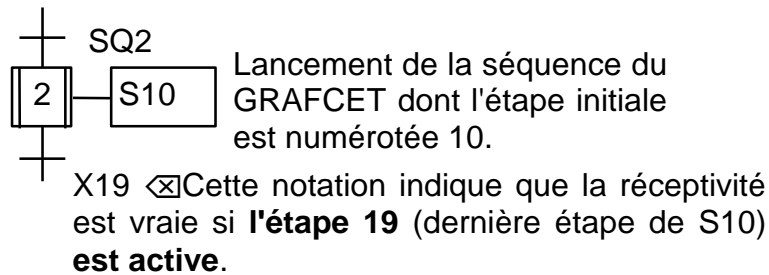 SQ2
2 S10
Lancement de la séquence du
GRAFCET dont l'étape initiale
est numérotée 10.
X19 ⌫Cette notation indique que la réceptivité
est vraie si l'étape 19 (dernière étape de S10)
est active.